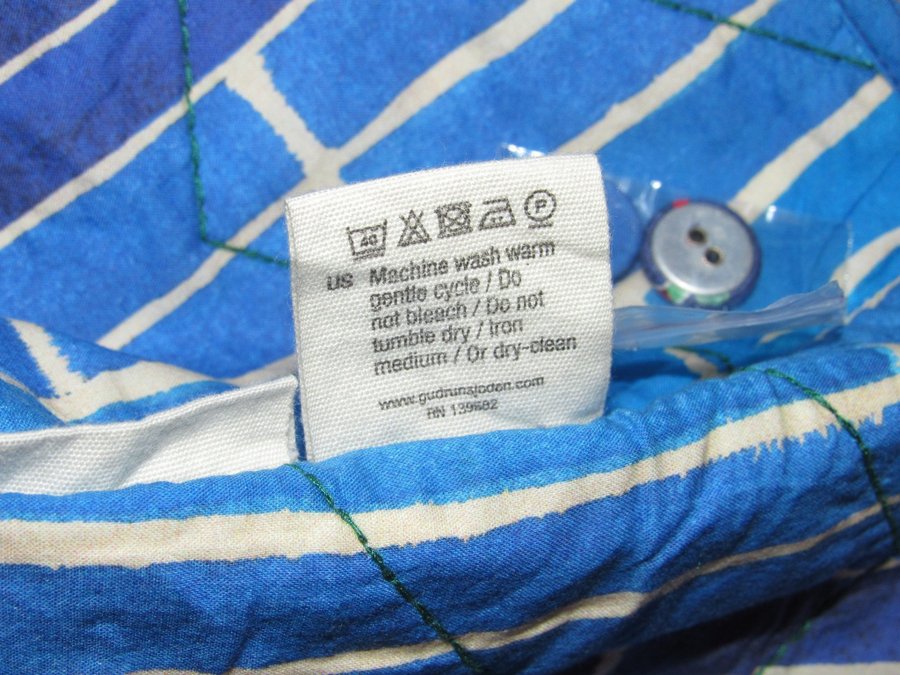 40 P
US Machine wash warm
gentle cycle / Do
not bleach / Do not
tumble dry / Iron
medium / Or dry-clean
www.gudrunsjoden.com
RN 139682